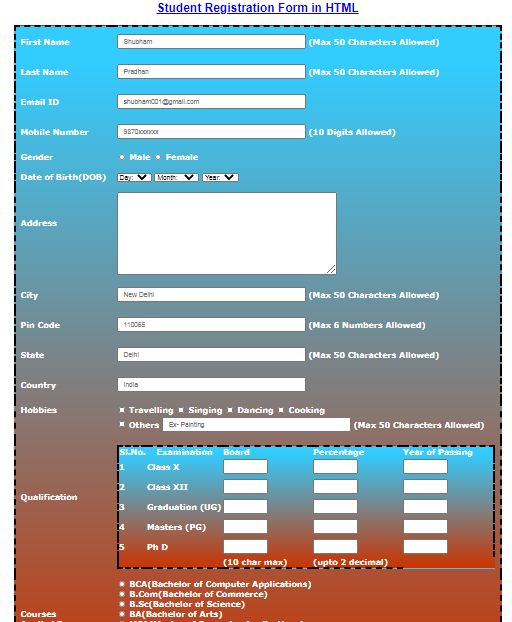 Student Registration Form in HTML
First Name Shubham (Max 50 Characters Allowed)
Last Name Pradhan (Max 50 Characters Allowed)
Email ID shubham001@gmail.com
Mobile Number 9870xxxxxx (10 Digits Allowed)
Gender Male Female
Date of Birth(DOB) Day: Month: Year:
Address
City New Delhi (Max 50 Characters Allowed)
Pin Code 110065 (Max 6 Numbers Allowed)
State Delhi (Max 50 Characters Allowed)
Country India
Hobbies Travelling Singing Dancing Cooking
Others Ex- Painting (Max 50 Characters Allowed)
Qualification
Sl.No. Examination Board Percentage Year of Passing
1 Class X
2 Class XII
3 Graduation (UG)
4 Masters (PG)
5 Ph D
(10 char max) (upto 2 decimal)
BCA(Bachelor of Computer Applications)
B.Com(Bachelor of Commerce)
B.Sc(Bachelor of Science)
Courses BA(Bachelor of Arts)